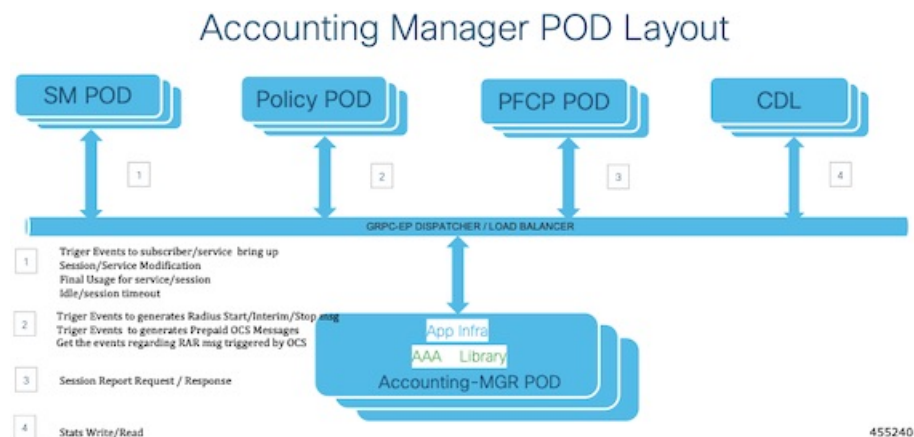 Accounting Manager POD Layout
SM POD
Policy POD
PFCP POD
CDL
1
2
3
4
GRPC-EP DISPATCHER / LOAD BALANCER
1
Triger Events to subscriber/service bring up
Session/Service Modification
Final Usage for service/session
Idle/session timeout
2
Triger Events to generates Radius Start/Interim/Stop msg
Triger Events to generates Prepaid OCS Messages
Get the events regarding RAR msg triggered by OCS
App Infra
AAA Library
Accounting-MGR POD
3
Session Report Request / Response
4
Stats Write/Read
455240